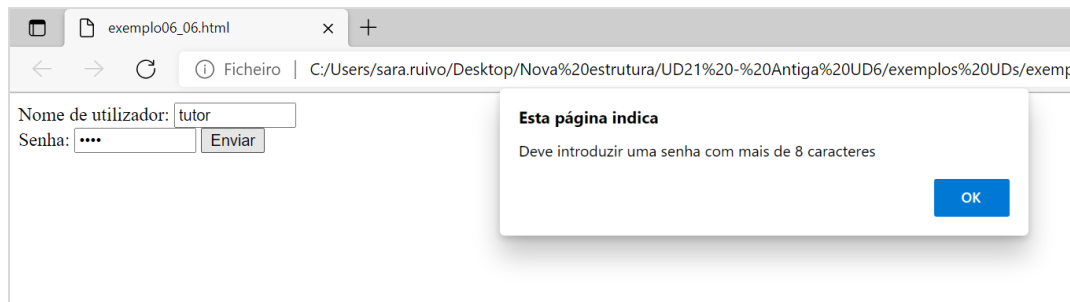 exemplo06_06.html
Ficheiro | C:/Users/sara.ruivo/Desktop/Nova%20estrutura/UD21%20-%20Antiga%20UD6/exemplos%20UDs/exemp
Nome de utilizador: tutor
Senha: •••• Enviar
Esta página indica
Deve introduzir uma senha com mais de 8 caracteres
OK